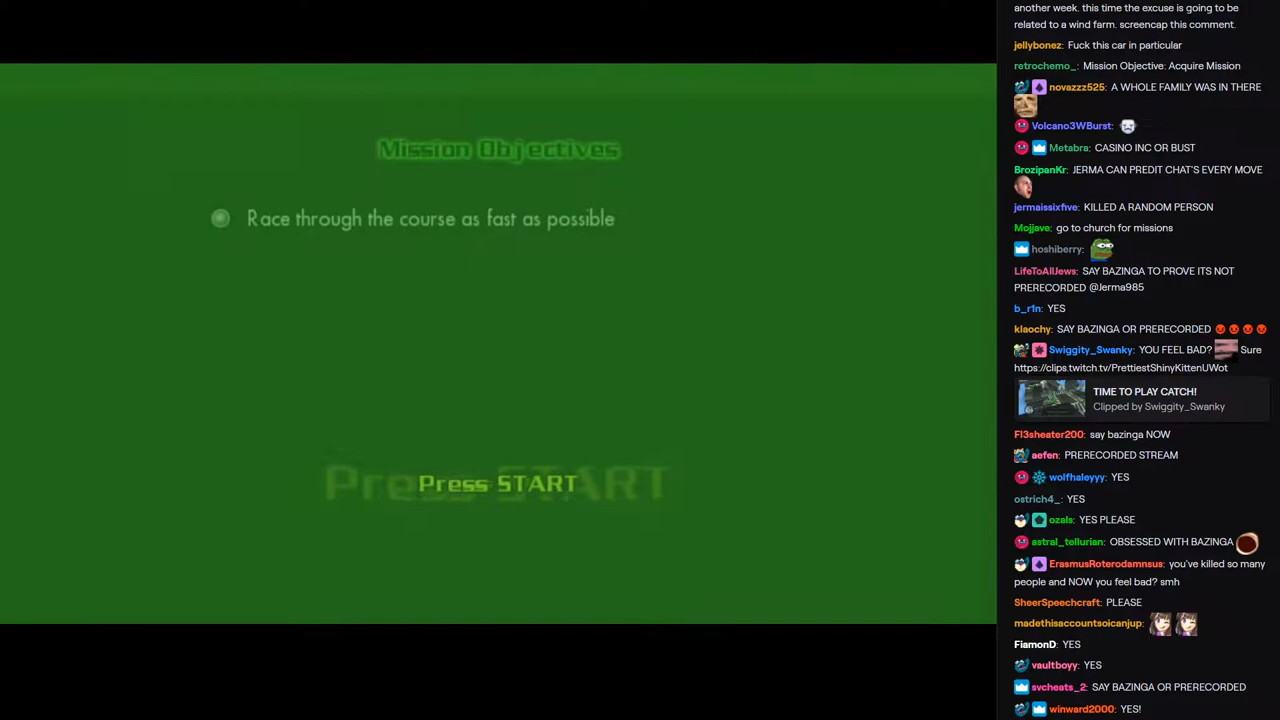 Mission Objectives
Race through the course as fast as possible
Press START
another week. this time the excuse is going to be
related to a wind farm. screencap this comment.
jellybonez: Fuck this car in particular
retrochemo_: Mission Objective: Acquire Mission
novazzz525: A WHOLE FAMILY WAS IN THERE
Volcano3WBurst:
Metabra: CASINO INC OR BUST
BrozipanKr: JERMA CAN PREDIT CHAT'S EVERY MOVE
jermaissixfive: KILLED A RANDOM PERSON
Mojjave: go to church for missions
hoshiberry:
LifeToAllJews: SAY BAZINGA TO PROVE ITS NOT
PRERECORDED @Jerma985
b_r1n: YES
klaochy: SAY BAZINGA OR PRERECORDED
Swiggity_Swanky: YOU FEEL BAD? Sure
https://clips.twitch.tv/PrettiestShinyKittenUWot
TIME TO PLAY CATCH!
Clipped by Swiggity_Swanky
Fl3sheater200: say bazinga NOW
aefen: PRERECORDED STREAM
wolfhaleyyy: YES
ostrich4_: YES
ozals: YES PLEASE
astral_tellurian: OBSESSED WITH BAZINGA
ErasmusRoterodamnsus: you've killed so many
people and NOW you feel bad? smh
SheerSpeechcraft: PLEASE
madethisaccountsoicanjup:
FiamonD: YES
vaultboyy: YES
svcheats_2: SAY BAZINGA OR PRERECORDED
winward2000: YES!